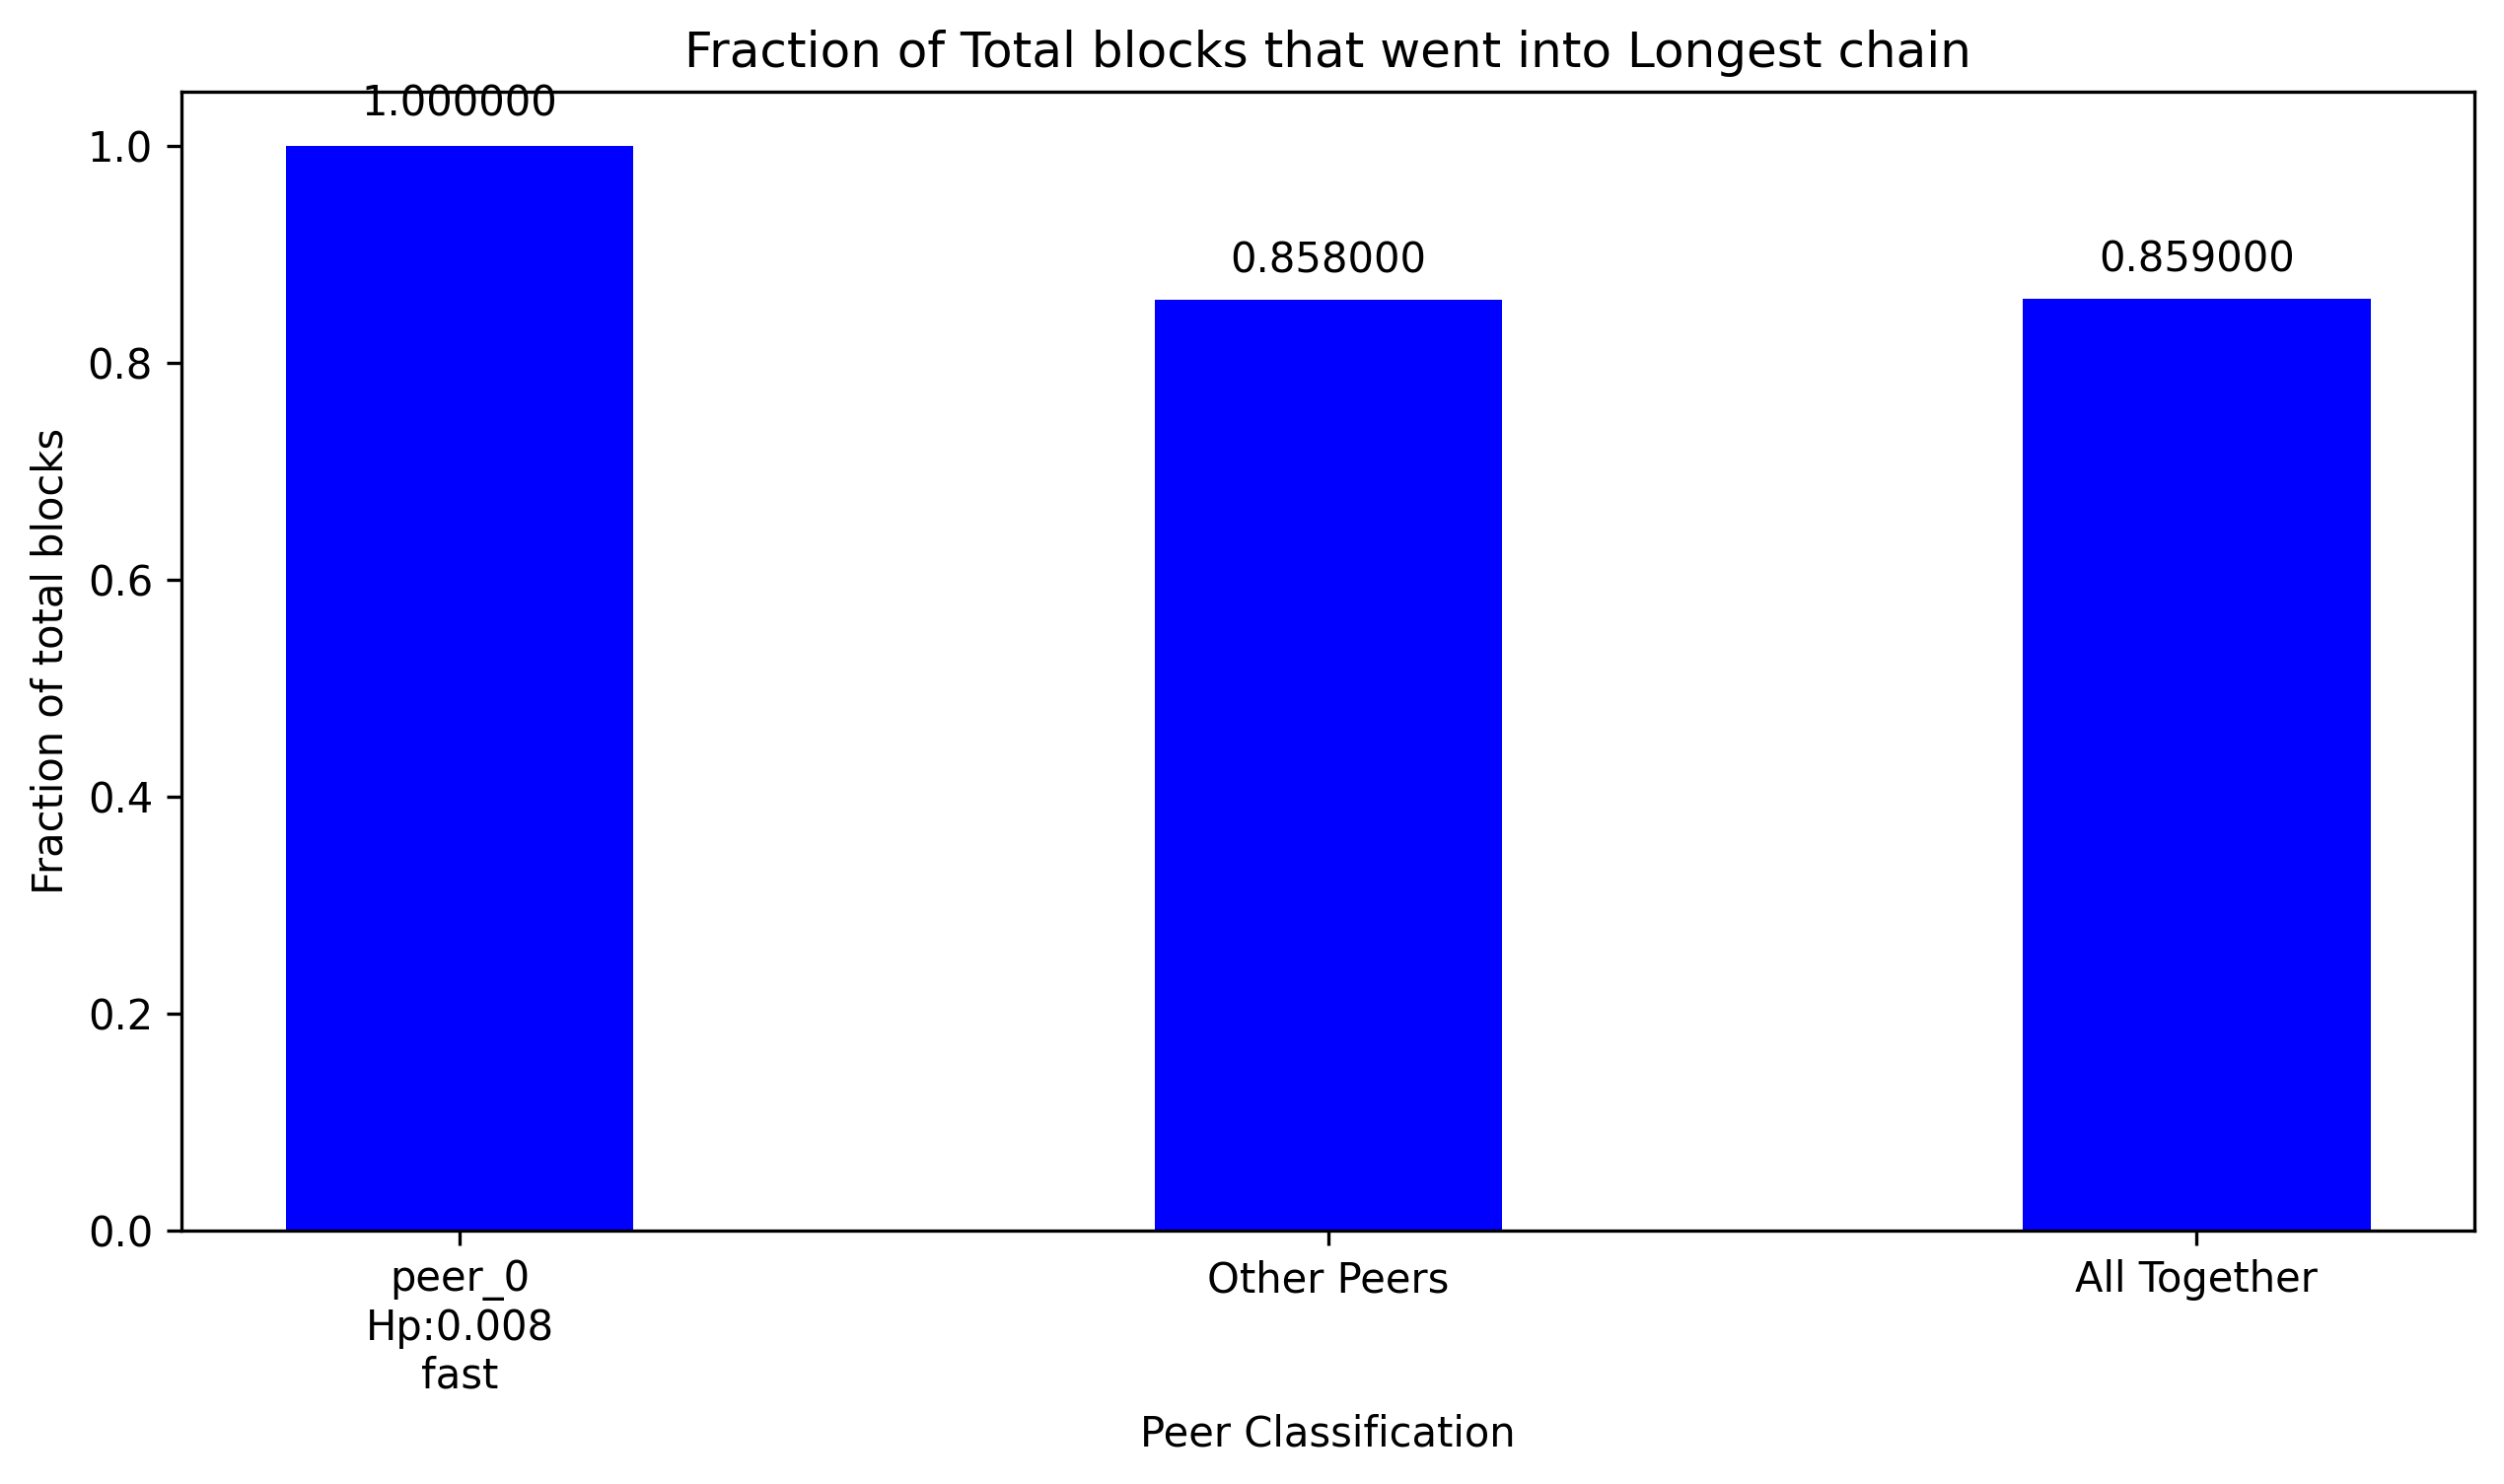 Fraction of Total blocks that went into Longest chain
1.000000
0.858000
0.859000
Fraction of total blocks
1.0
0.8
0.6
0.4
0.2
0.0
peer_0
Hp:0.008
fast
Other Peers
All Together
Peer Classification